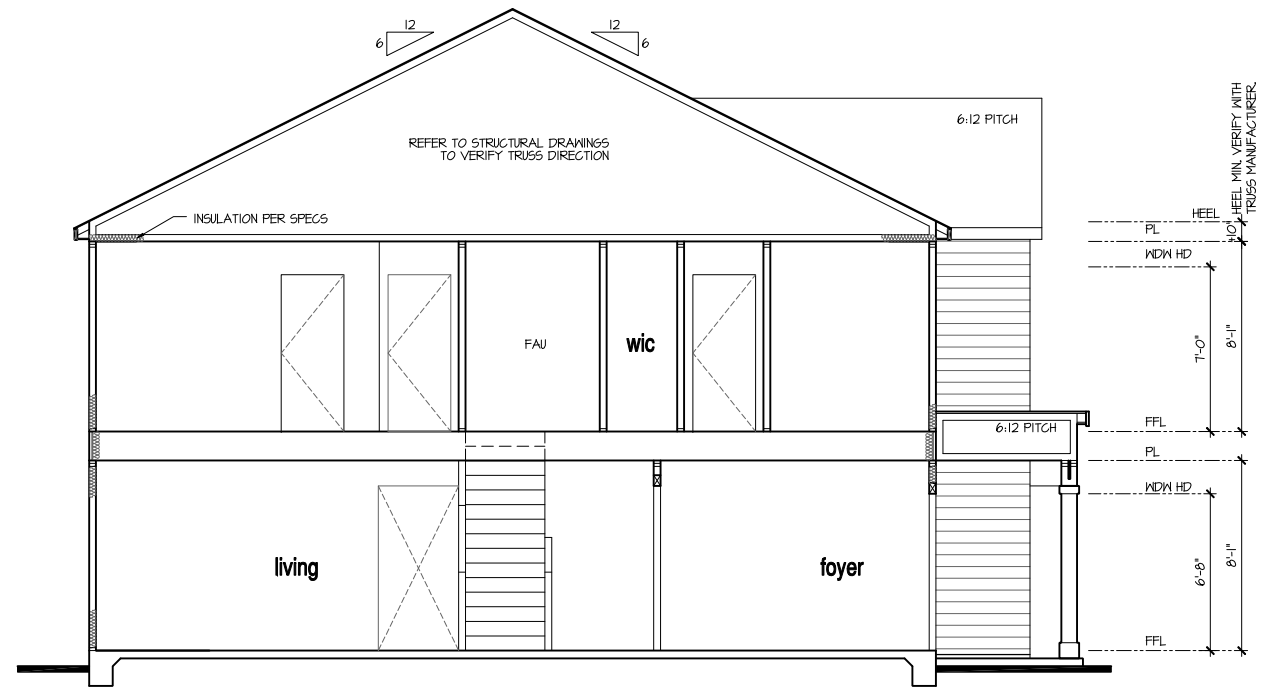 12
6
12
6
6:12 PITCH
REFER TO STRUCTURAL DRAWINGS
TO VERIFY TRUSS DIRECTION
HEEL MIN. VERIFY WITH
TRUSS MANUFACTURER.
INSULATION PER SPECS
HEEL
PL
10"
WDW HD
FAU
wic
7'-0"
8'-1"
FFL
6:12 PITCH
PL
WDW HD
living
foyer
6'-8"
8'-1"
FFL